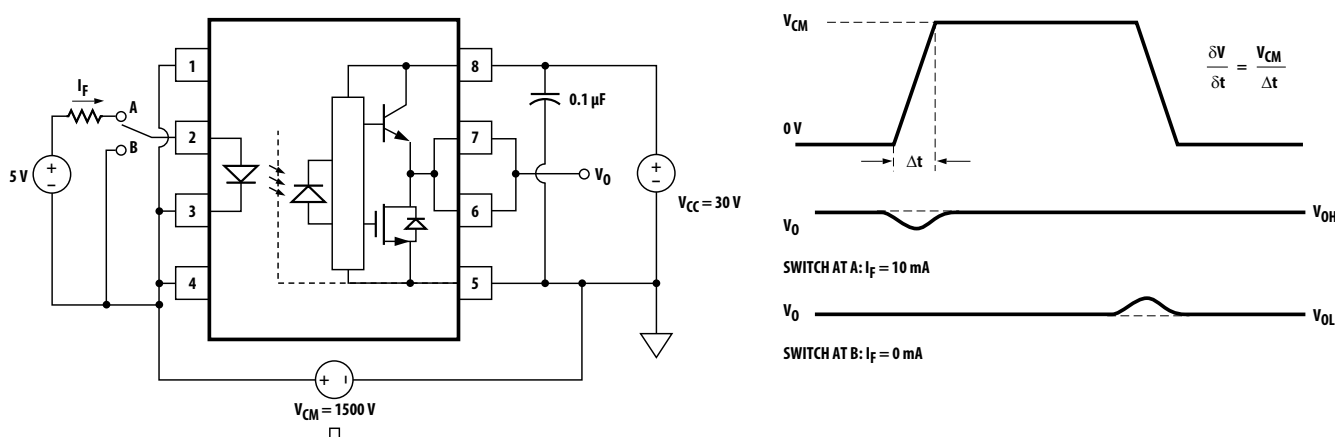 I_F
A
B
5 V
+
−
1
2
3
4
8
7
6
5
0.1 µF
V_O
+
−
V_CC = 30 V
+ −
V_CM = 1500 V
V_CM
0 V
Δt
δV/δt = V_CM/Δt
V_O
V_OH
SWITCH AT A: I_F = 10 mA
V_O
V_OL
SWITCH AT B: I_F = 0 mA